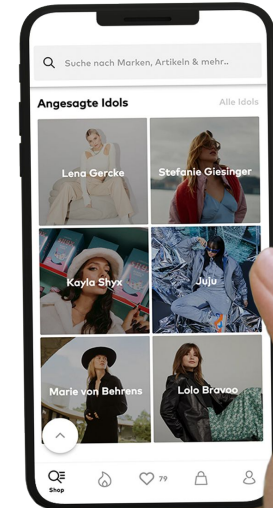 Suche nach Marken, Artikeln & mehr..
Angesagte Idols
Alle Idols
Lena Gercke
Stefanie Giesinger
Kayla Shyx
Juju
Marie von Behrens
Lolo Bravoo
79
Shop